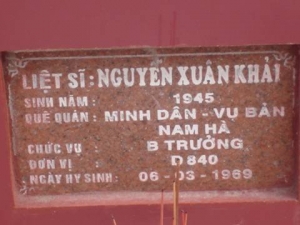 LIỆT SĨ : NGUYỄN XUÂN KHẢI
SINH NĂM : 1945
QUÊ QUÁN : MINH DÂN - VỤ BẢN
NAM HÀ
CHỨC VỤ : B TRƯỞNG
ĐƠN VỊ : D 840
NGÀY HY SINH : 06 - 03 - 1969